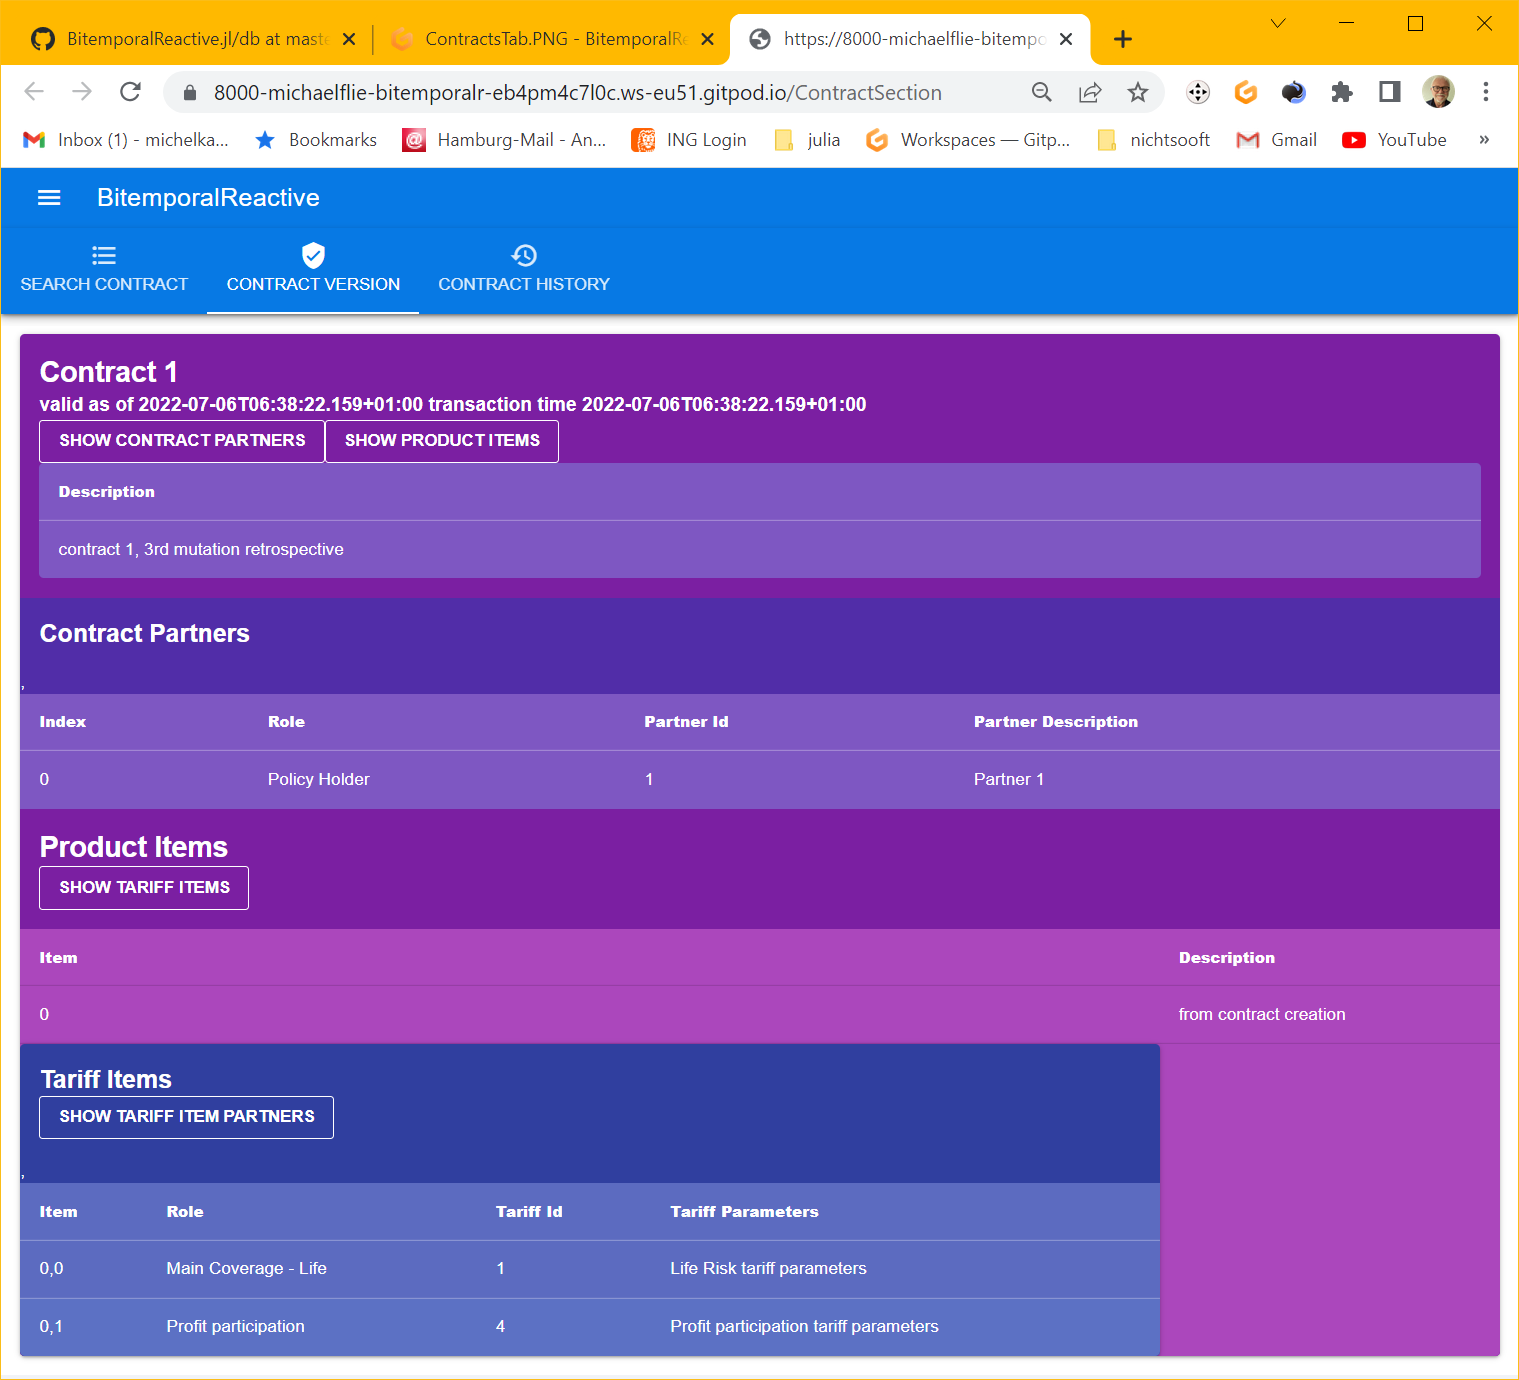 BitemporalReactive.jl/db at maste
ContractsTab.PNG - BitemporalRe
https://8000-michaelflie-bitempo
8000-michaelflie-bitemporalr-eb4pm4c7l0c.ws-eu51.gitpod.io/ContractSection
Inbox (1) - michelka... Bookmarks Hamburg-Mail - An... ING Login julia Workspaces — Gitp... nichtsooft Gmail YouTube »
BitemporalReactive
SEARCH CONTRACT CONTRACT VERSION CONTRACT HISTORY
Contract 1
valid as of 2022-07-06T06:38:22.159+01:00 transaction time 2022-07-06T06:38:22.159+01:00
SHOW CONTRACT PARTNERS SHOW PRODUCT ITEMS
Description
contract 1, 3rd mutation retrospective
Contract Partners
,
Index Role Partner Id Partner Description
0 Policy Holder 1 Partner 1
Product Items
SHOW TARIFF ITEMS
Item Description
0 from contract creation
Tariff Items
SHOW TARIFF ITEM PARTNERS
,
Item Role Tariff Id Tariff Parameters
0,0 Main Coverage - Life 1 Life Risk tariff parameters
0,1 Profit participation 4 Profit participation tariff parameters